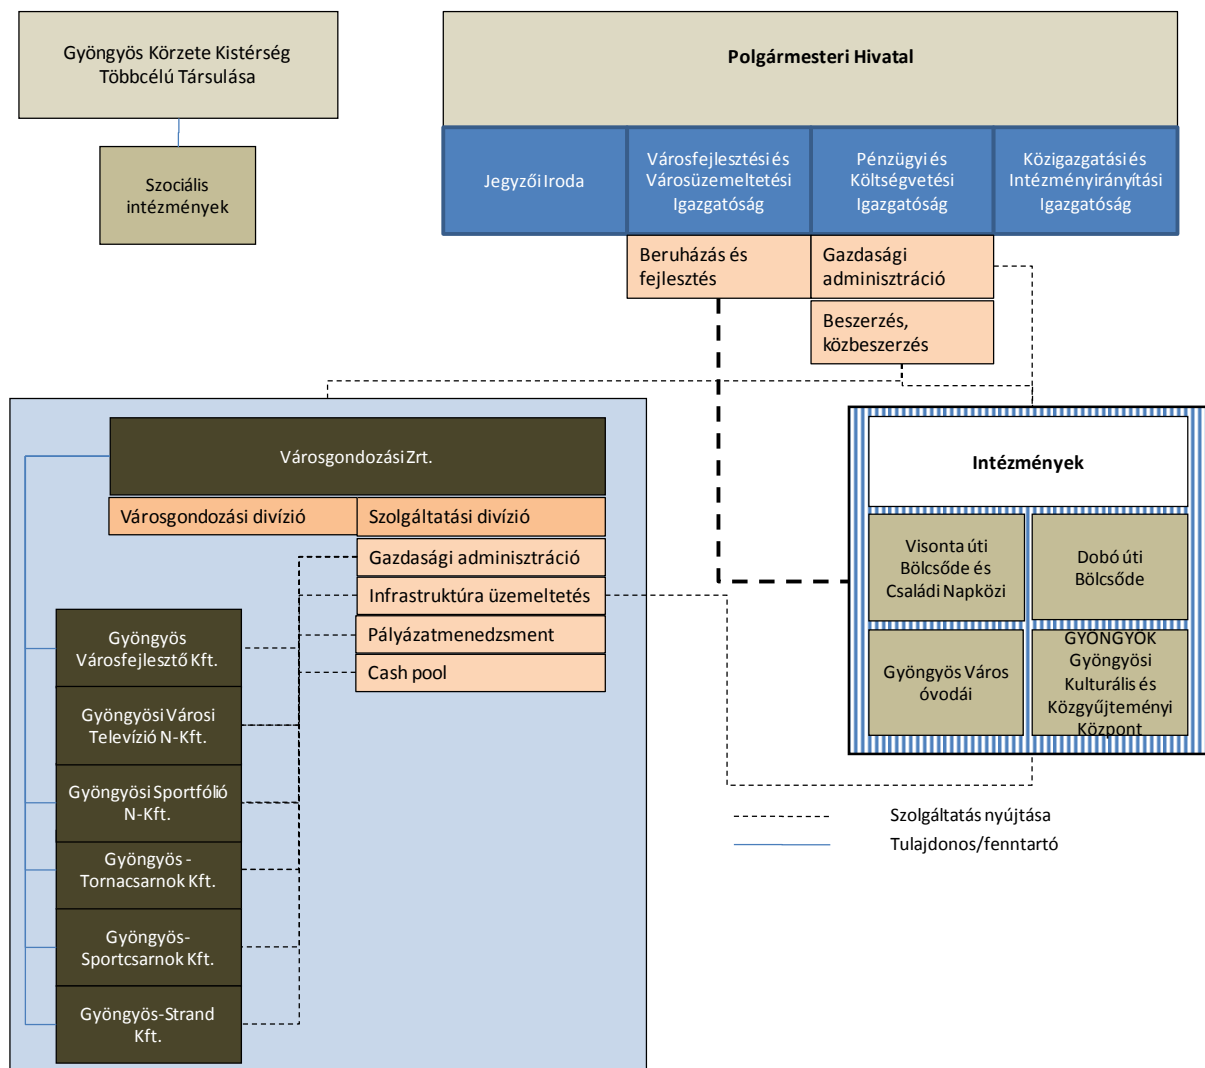 Gyöngyös Körzete Kistérség
Többcélú Társulása
Szociális
intézmények
Polgármesteri Hivatal
Jegyzői Iroda
Városfejlesztési és
Városüzemeltetési
Igazgatóság
Pénzügyi és
Költségvetési
Igazgatóság
Közigazgatási és
Intézményirányítási
Igazgatóság
Beruházás és
fejlesztés
Gazdasági
adminisztráció
Beszerzés,
közbeszerzés
Városgondozási Zrt.
Városgondozási divízió
Szolgáltatási divízió
Gazdasági adminisztráció
Infrastruktúra üzemeltetés
Pályázatmenedzsment
Cash pool
Gyöngyös
Városfejlesztő Kft.
Gyöngyösi Városi
Televízió N-Kft.
Gyöngyösi Sportfólió
N-Kft.
Gyöngyös -
Tornacsarnok Kft.
Gyöngyös-
Sportcsarnok Kft.
Gyöngyös-Strand
Kft.
Intézmények
Visonta úti
Bölcsőde és
Családi Napközi
Dobó úti
Bölcsőde
Gyöngyös Város
óvodái
GYÖNGYÖK
Gyöngyösi
Kulturális és
Közgyűjteményi
Központ
Szolgáltatás nyújtása
Tulajdonos/fenntartó